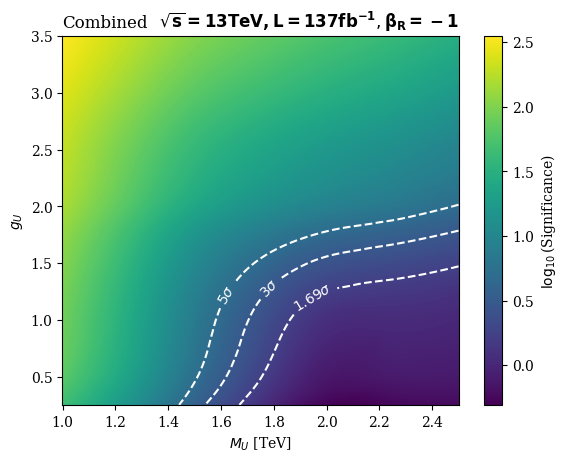 Combined √s = 13TeV, L = 137fb⁻¹, β_R = −1
3.5
3.0
2.5
2.0
1.5
1.0
0.5
g_U
1.0 1.2 1.4 1.6 1.8 2.0 2.2 2.4
M_U [TeV]
5σ
3σ
1.69σ
2.5
2.0
1.5
1.0
0.5
0.0
log₁₀(Significance)